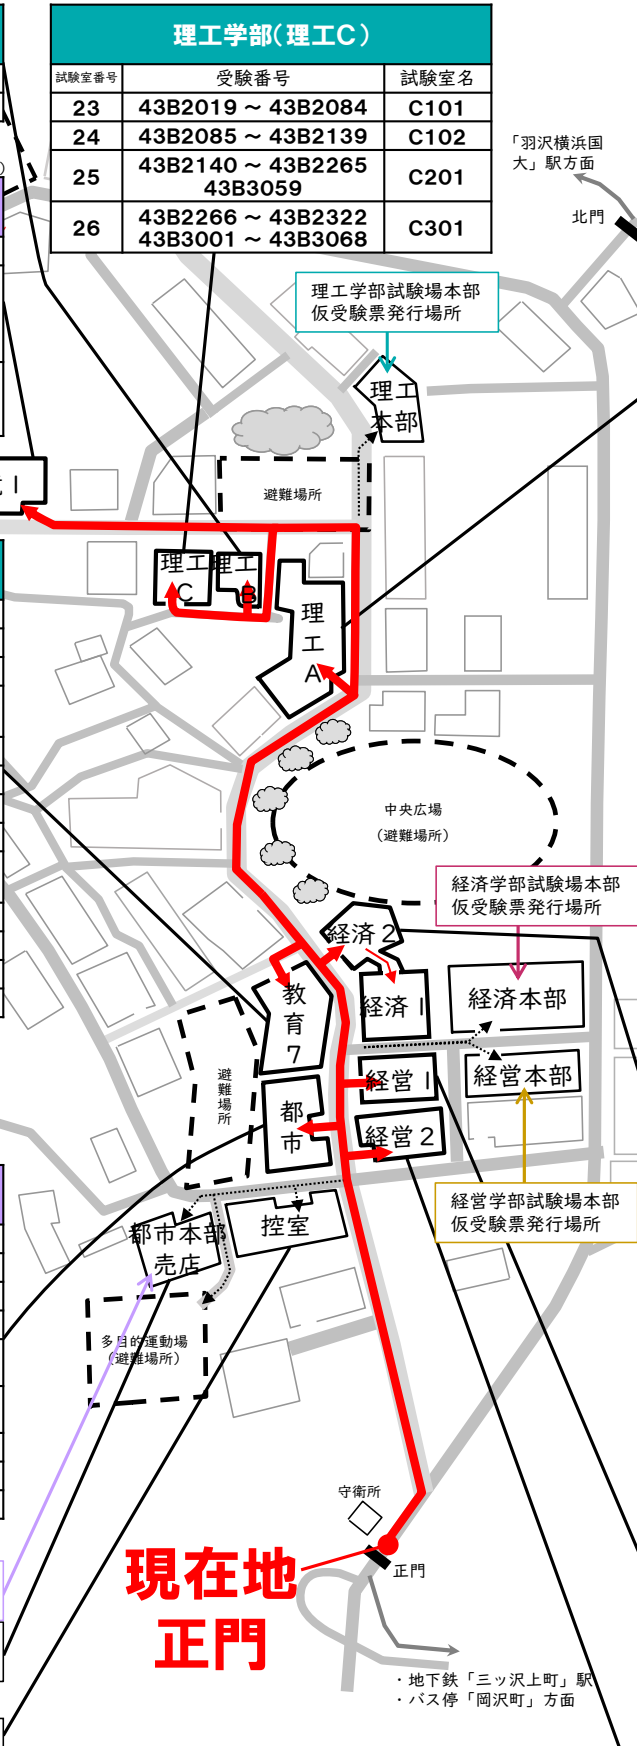 理工学部(理工C)
試験室番号 受験番号 試験室名
23 43B2019 ～ 43B2084 C101
24 43B2085 ～ 43B2139 C102
25 43B2140 ～ 43B2265 C201
43B3059
26 43B2266 ～ 43B2322 C301
43B3001 ～ 43B3068
「羽沢横浜国
大」駅方面
北門
理工学部試験場本部
仮受験票発行場所
理工
本部
避難場所
理工
C
理工
B
理
工
A
中央広場
(避難場所)
経済学部試験場本部
仮受験票発行場所
経済2
経済1
経済本部
教
育
7
避
難
場
所
経営1
経営本部
都
市
経営2
経営学部試験場本部
仮受験票発行場所
都市本部
売店
控室
多目的運動場
(避難場所)
守衛所
現在地
正門
正門
・地下鉄「三ッ沢上町」駅
・バス停「岡沢町」方面